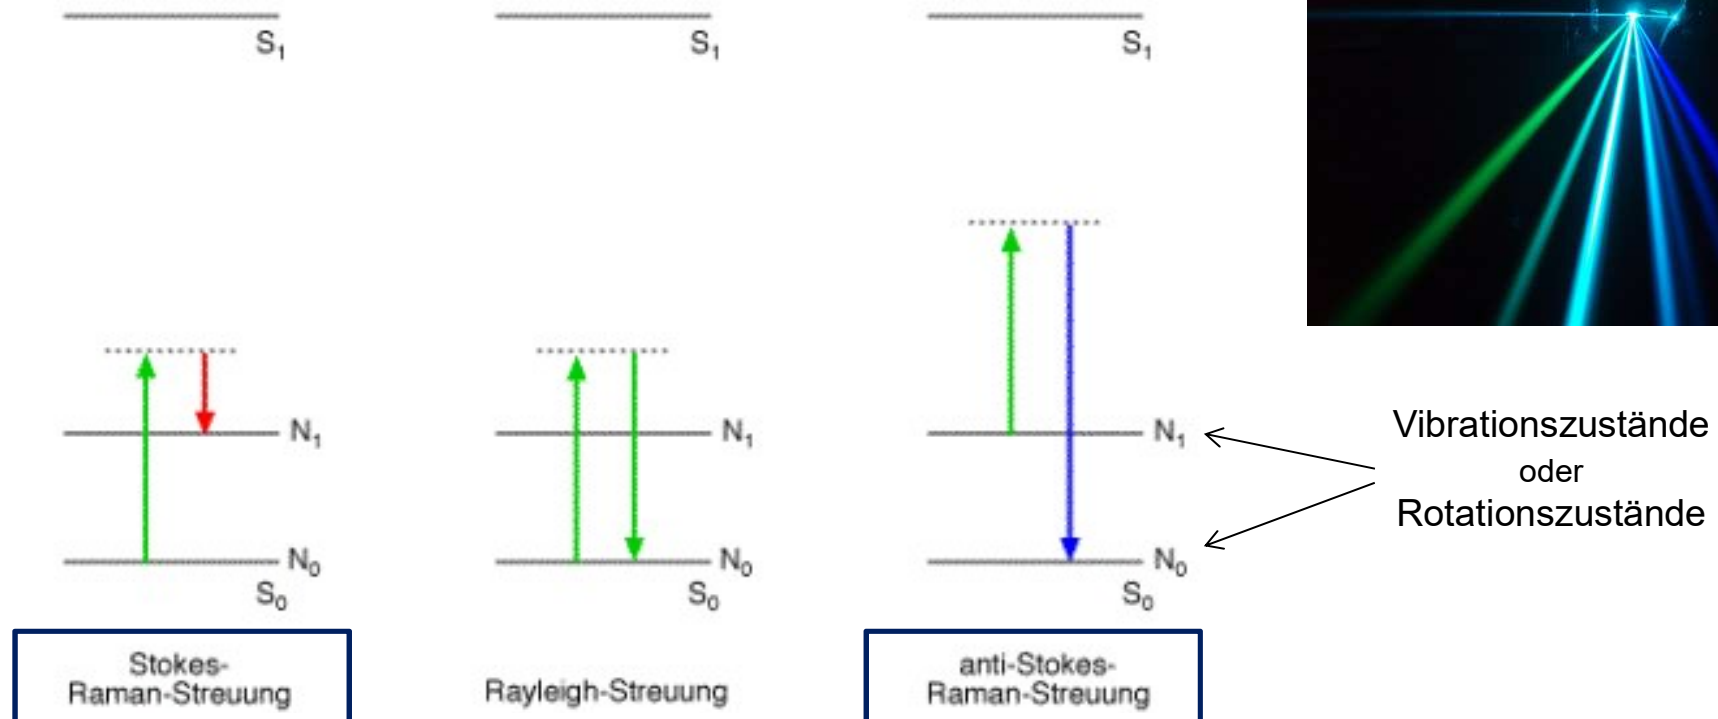 S₁
S₁
S₁
N₁
N₁
N₁
Vibrationszustände
oder
Rotationszustände
N₀
N₀
N₀
S₀
S₀
S₀
Stokes-
Raman-Streuung
Rayleigh-Streuung
anti-Stokes-
Raman-Streuung